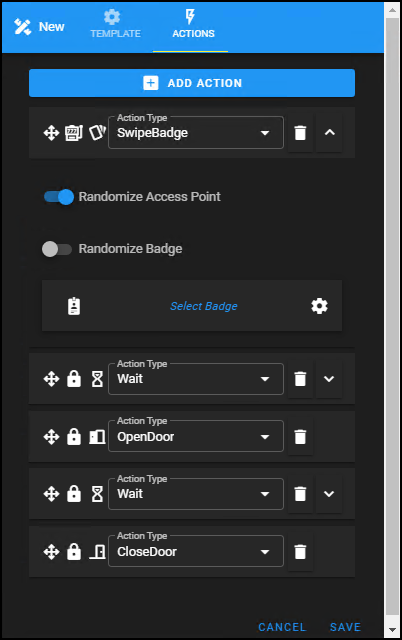 New
TEMPLATE
ACTIONS
ADD ACTION
Action Type
SwipeBadge
Randomize Access Point
Randomize Badge
Select Badge
Action Type
Wait
Action Type
OpenDoor
Action Type
Wait
Action Type
CloseDoor
CANCEL SAVE